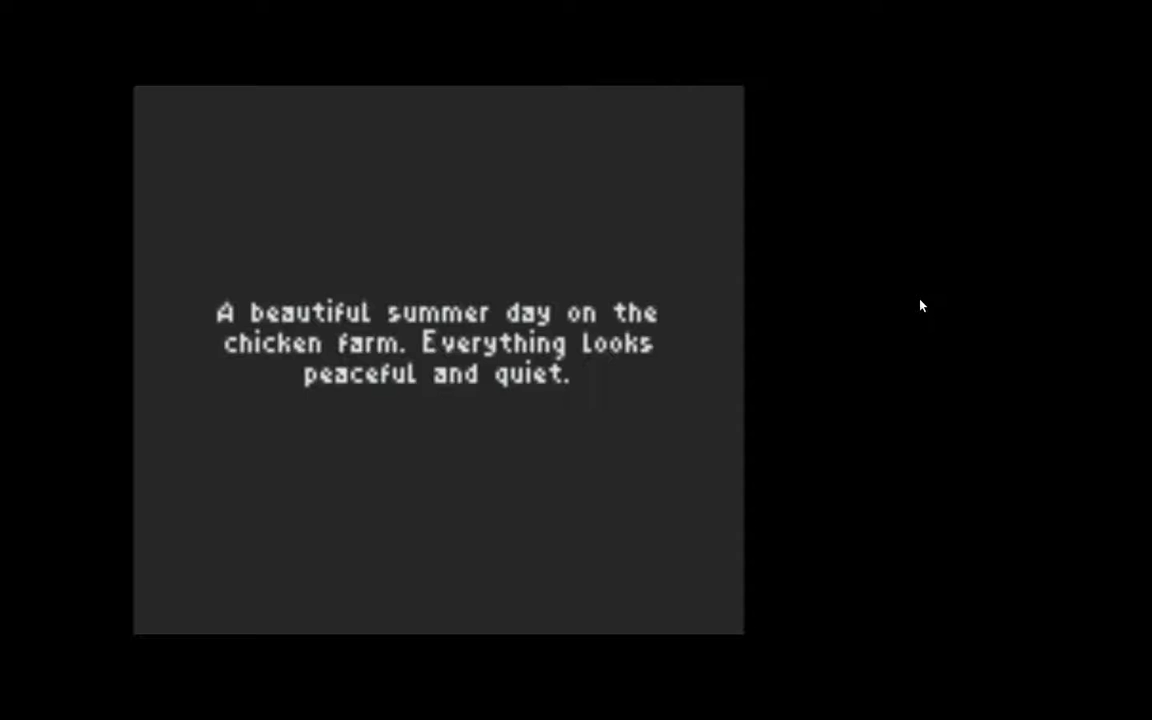 A beautiful summer day on the
chicken farm. Everything looks
peaceful and quiet.